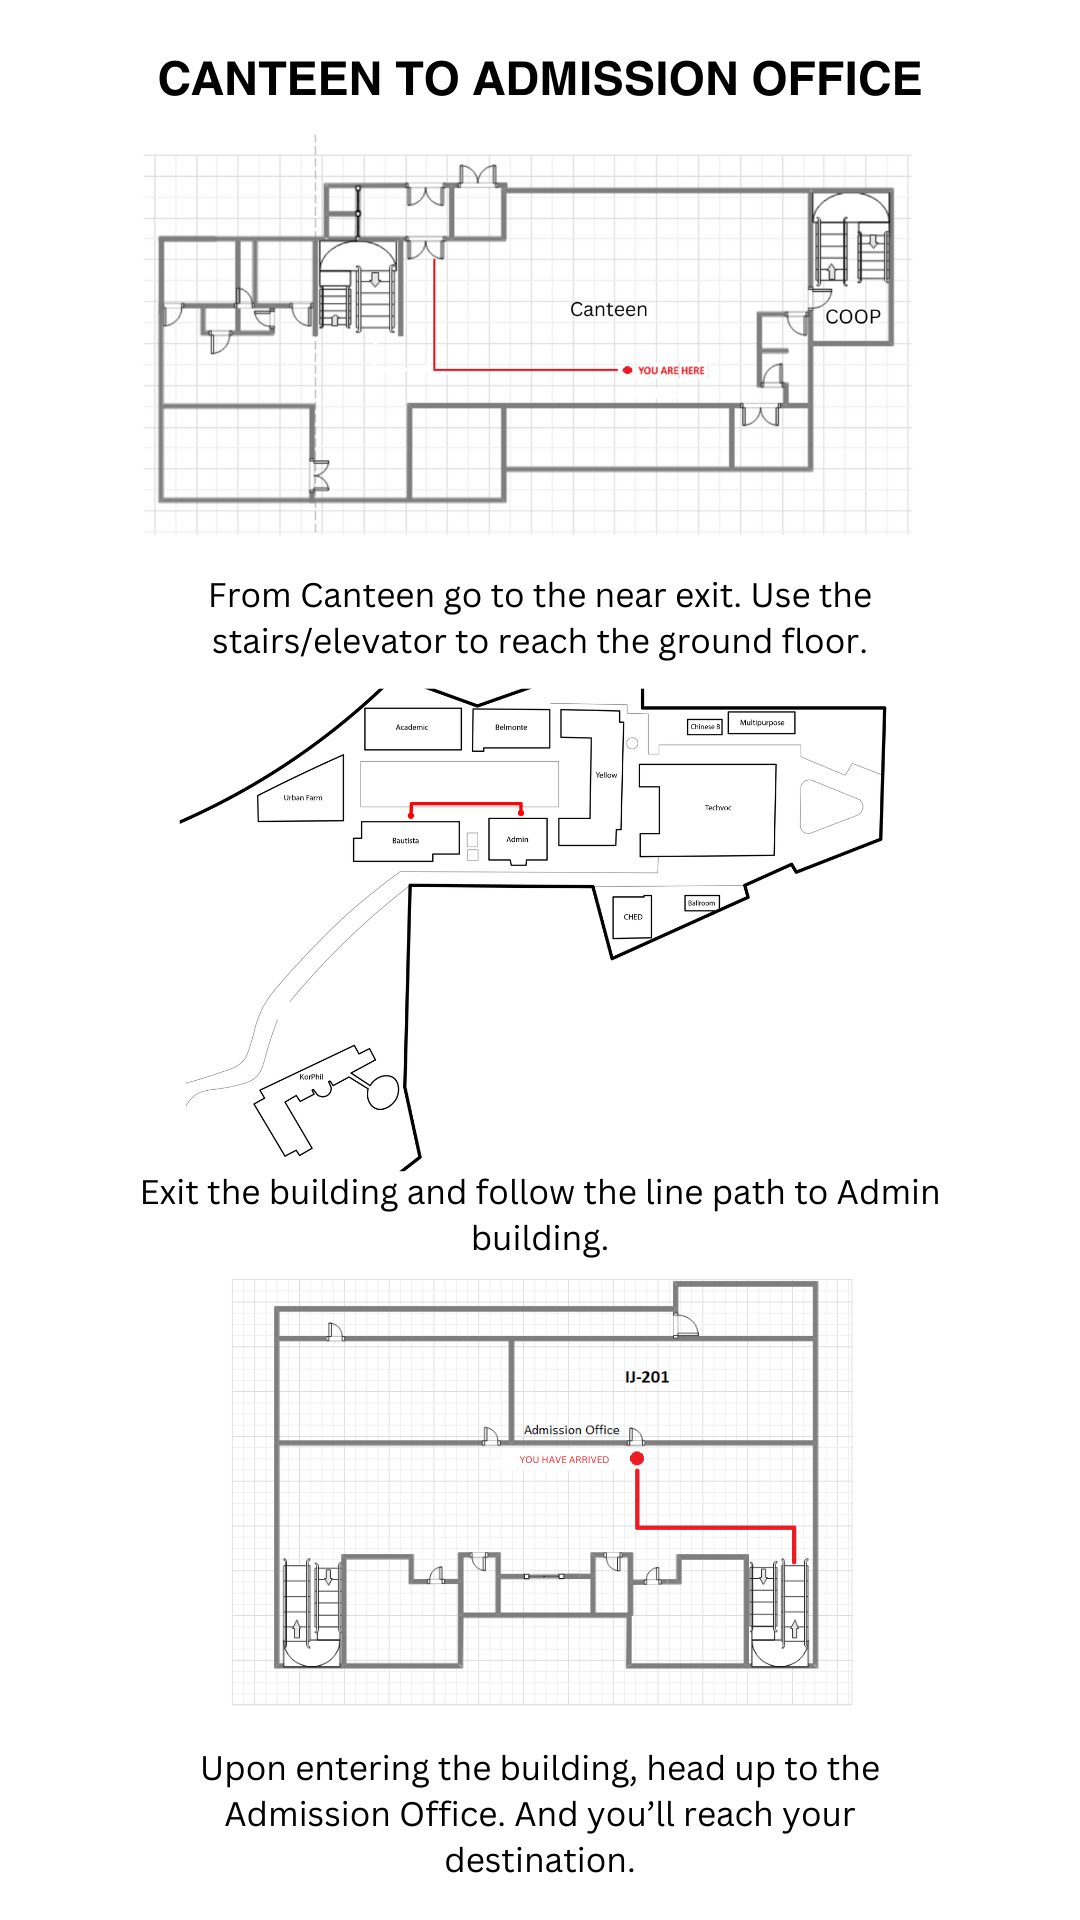 CANTEEN TO ADMISSION OFFICE
Canteen
COOP
YOU ARE HERE
From Canteen go to the near exit. Use the
stairs/elevator to reach the ground floor.
Academic
Belmonte
Chinese B
Multipurpose
Yellow
Urban Farm
Techvoc
Bautista
Admin
CHED
Ballroom
KorPhil
Exit the building and follow the line path to Admin
building.
IJ-201
Admission Office
YOU HAVE ARRIVED
Upon entering the building, head up to the
Admission Office. And you’ll reach your
destination.